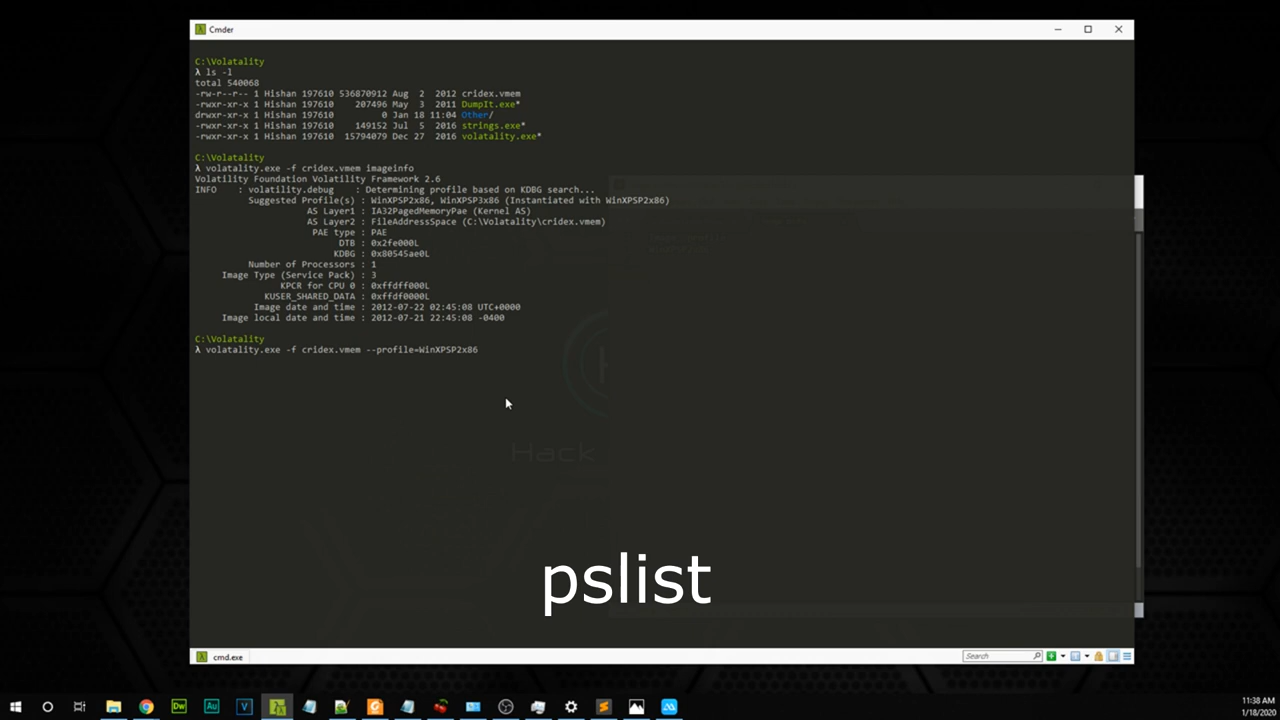 Cmder
C:\Volatality
λ ls -l
total 540068
-rw-r--r-- 1 Hishan 197610 536870912 Aug  2  2012 cridex.vmem
-rwxr-xr-x 1 Hishan 197610    207496 May  3  2011 DumpIt.exe*
drwxr-xr-x 1 Hishan 197610         0 Jan 18 11:04 Other/
-rwxr-xr-x 1 Hishan 197610    149152 Jul  5  2016 strings.exe*
-rwxr-xr-x 1 Hishan 197610  15794079 Dec 27  2016 volatality.exe*
C:\Volatality
λ volatality.exe -f cridex.vmem imageinfo
Volatility Foundation Volatility Framework 2.6
INFO    : volatility.debug    : Determining profile based on KDBG search...
Suggested Profile(s) : WinXPSP2x86, WinXPSP3x86 (Instantiated with WinXPSP2x86)
AS Layer1 : IA32PagedMemoryPae (Kernel AS)
AS Layer2 : FileAddressSpace (C:\Volatality\cridex.vmem)
PAE type : PAE
DTB : 0x2fe000L
KDBG : 0x80545ae0L
Number of Processors : 1
Image Type (Service Pack) : 3
KPCR for CPU 0 : 0xffdff000L
KUSER_SHARED_DATA : 0xffdf0000L
Image date and time : 2012-07-22 02:45:08 UTC+0000
Image local date and time : 2012-07-21 22:45:08 -0400
C:\Volatality
λ volatality.exe -f cridex.vmem --profile=WinXPSP2x86
Hack
pslist
cmd.exe
Search
Dw
Au
V
11:38 AM
1/18/2020